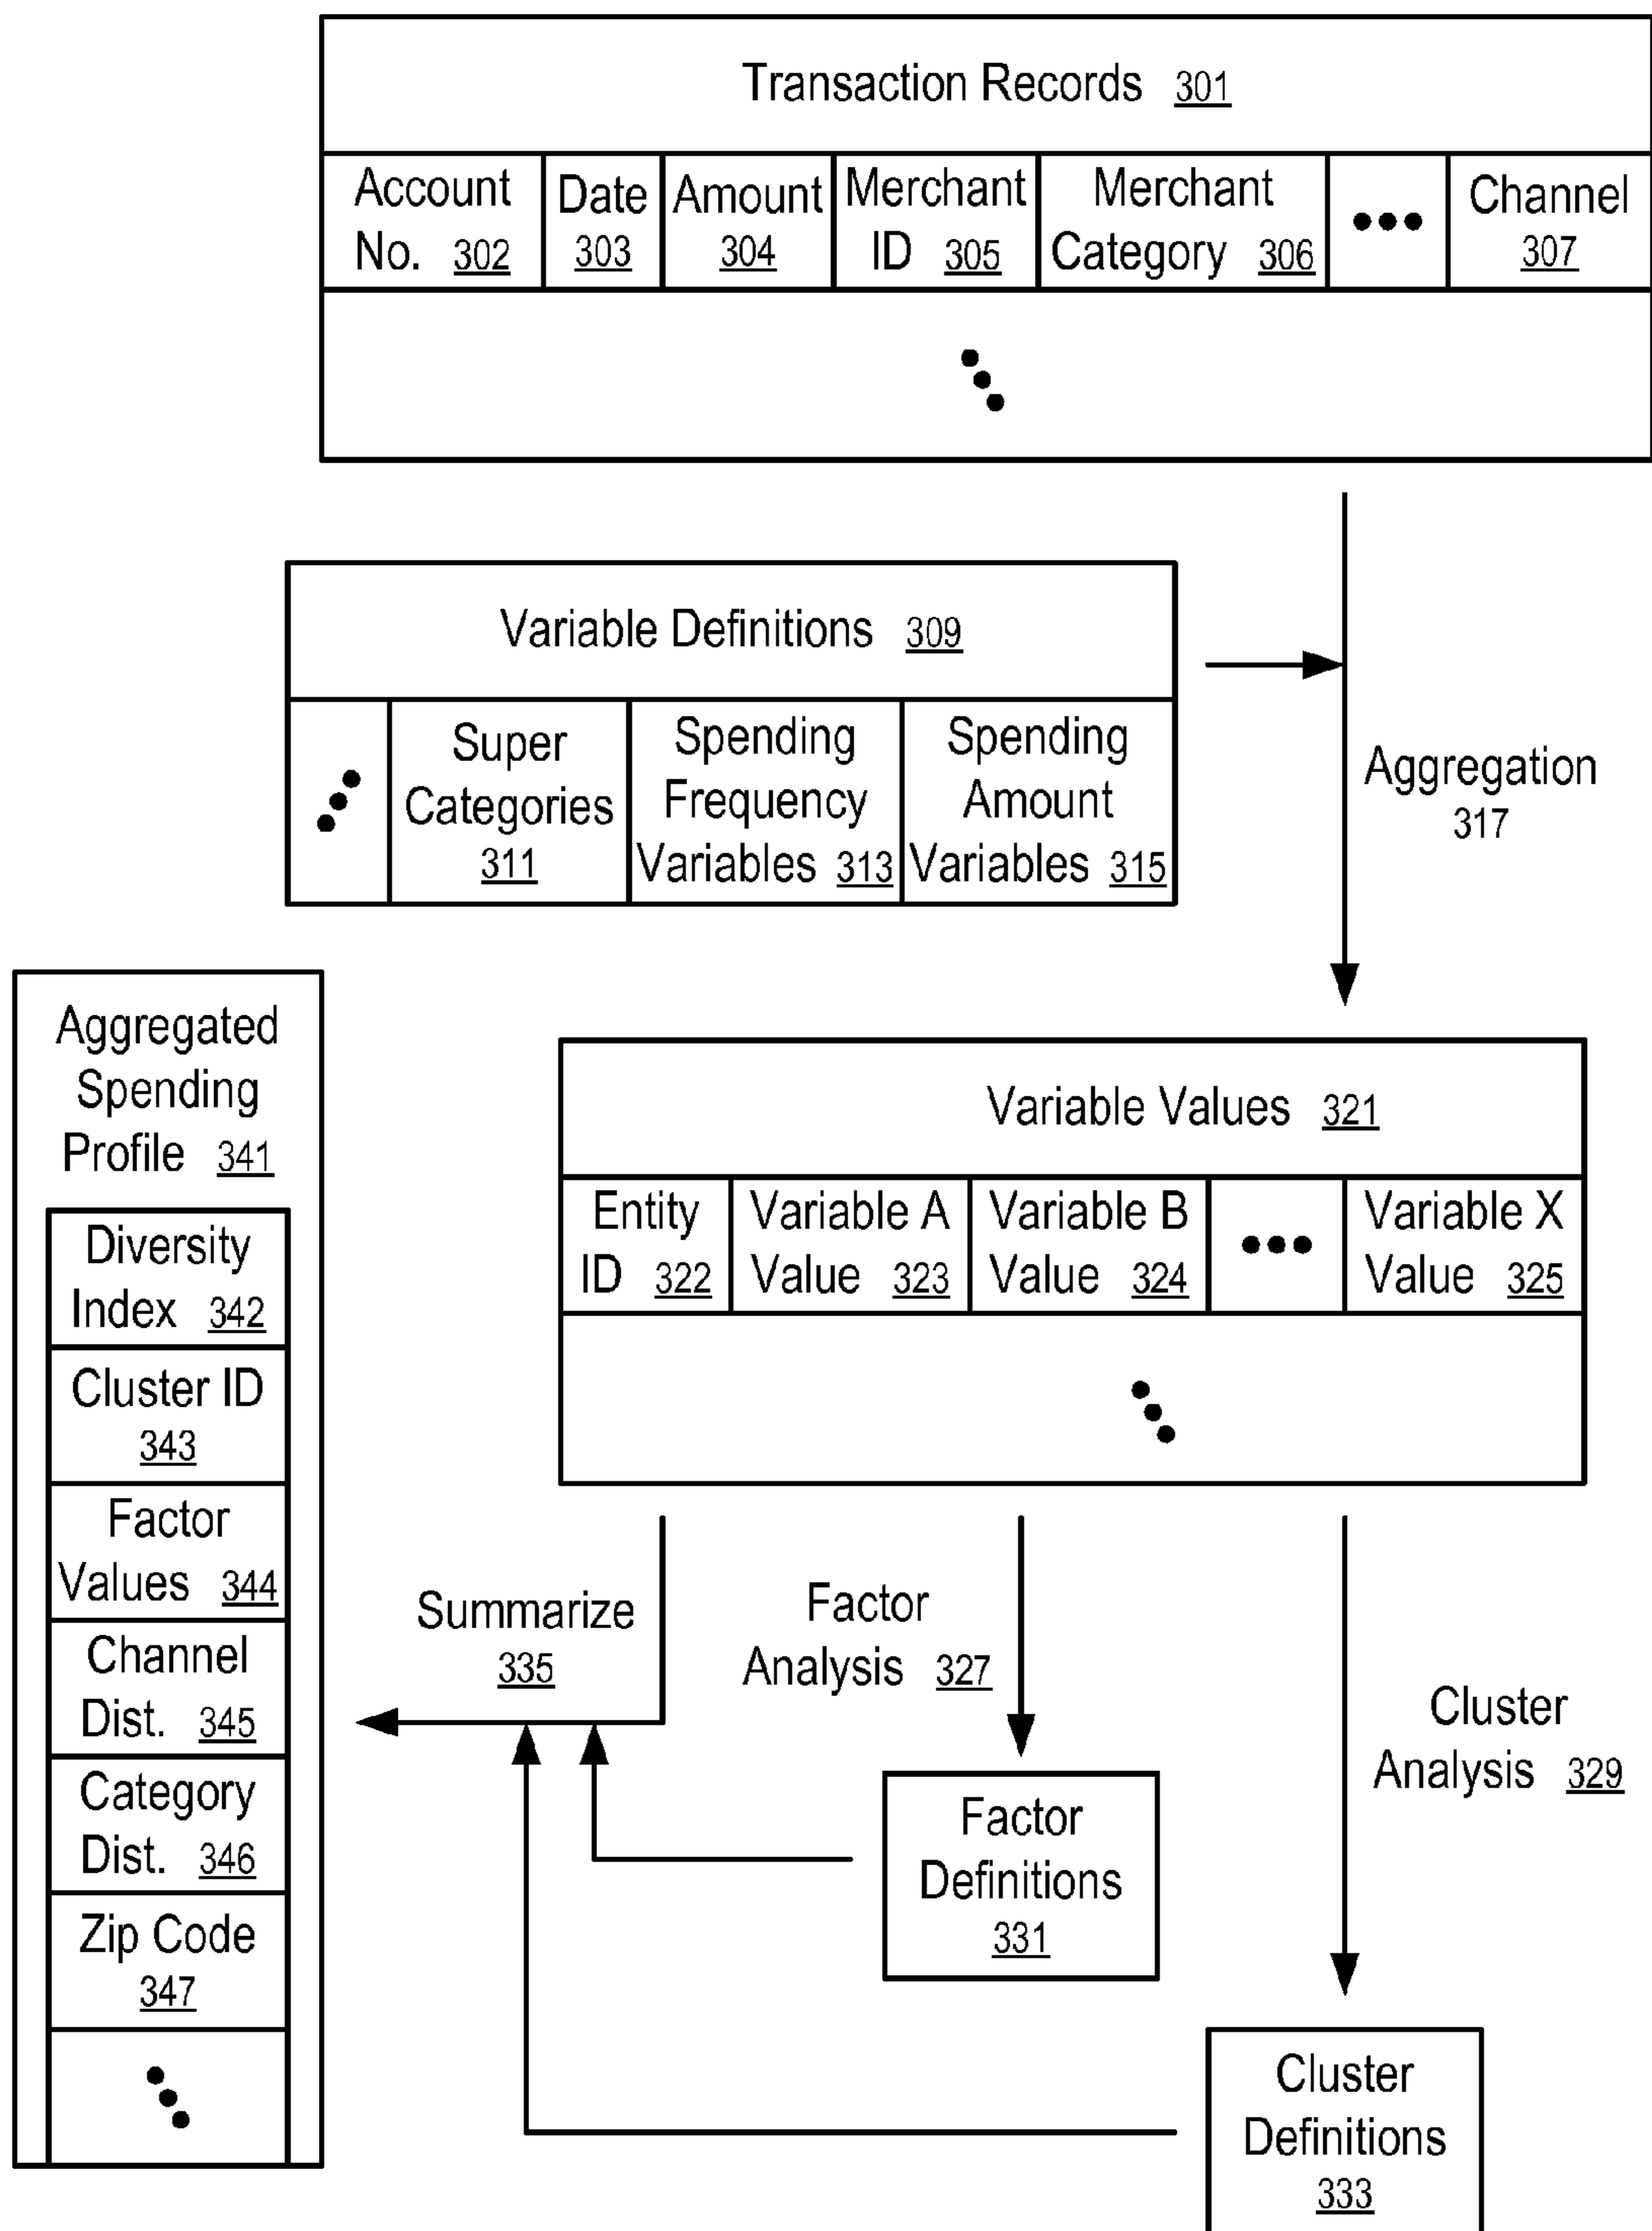 Transaction Records 301
Account
No. 302
Date
303
Amount
304
Merchant
ID 305
Merchant
Category 306
Channel
307
Variable Definitions 309
Super
Categories
311
Spending
Frequency
Variables 313
Spending
Amount
Variables 315
Aggregation
317
Aggregated
Spending
Profile 341
Diversity
Index 342
Cluster ID
343
Factor
Values 344
Channel
Dist. 345
Category
Dist. 346
Zip Code
347
Variable Values 321
Entity
ID 322
Variable A
Value 323
Variable B
Value 324
Variable X
Value 325
Summarize
335
Factor
Analysis 327
Cluster
Analysis 329
Factor
Definitions
331
Cluster
Definitions
333